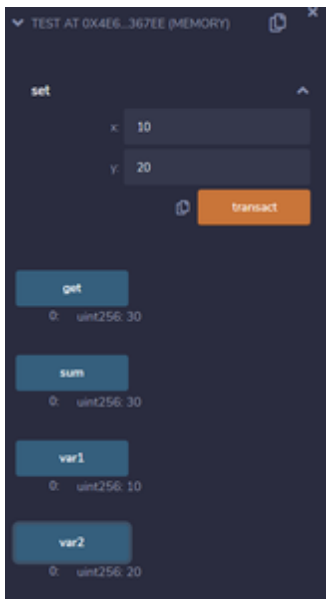 TEST AT 0X4E6...367EE (MEMORY)
set
x: 10
y: 20
transact
get
0: uint256: 30
sum
0: uint256: 30
var1
0: uint256: 10
var2
0: uint256: 20